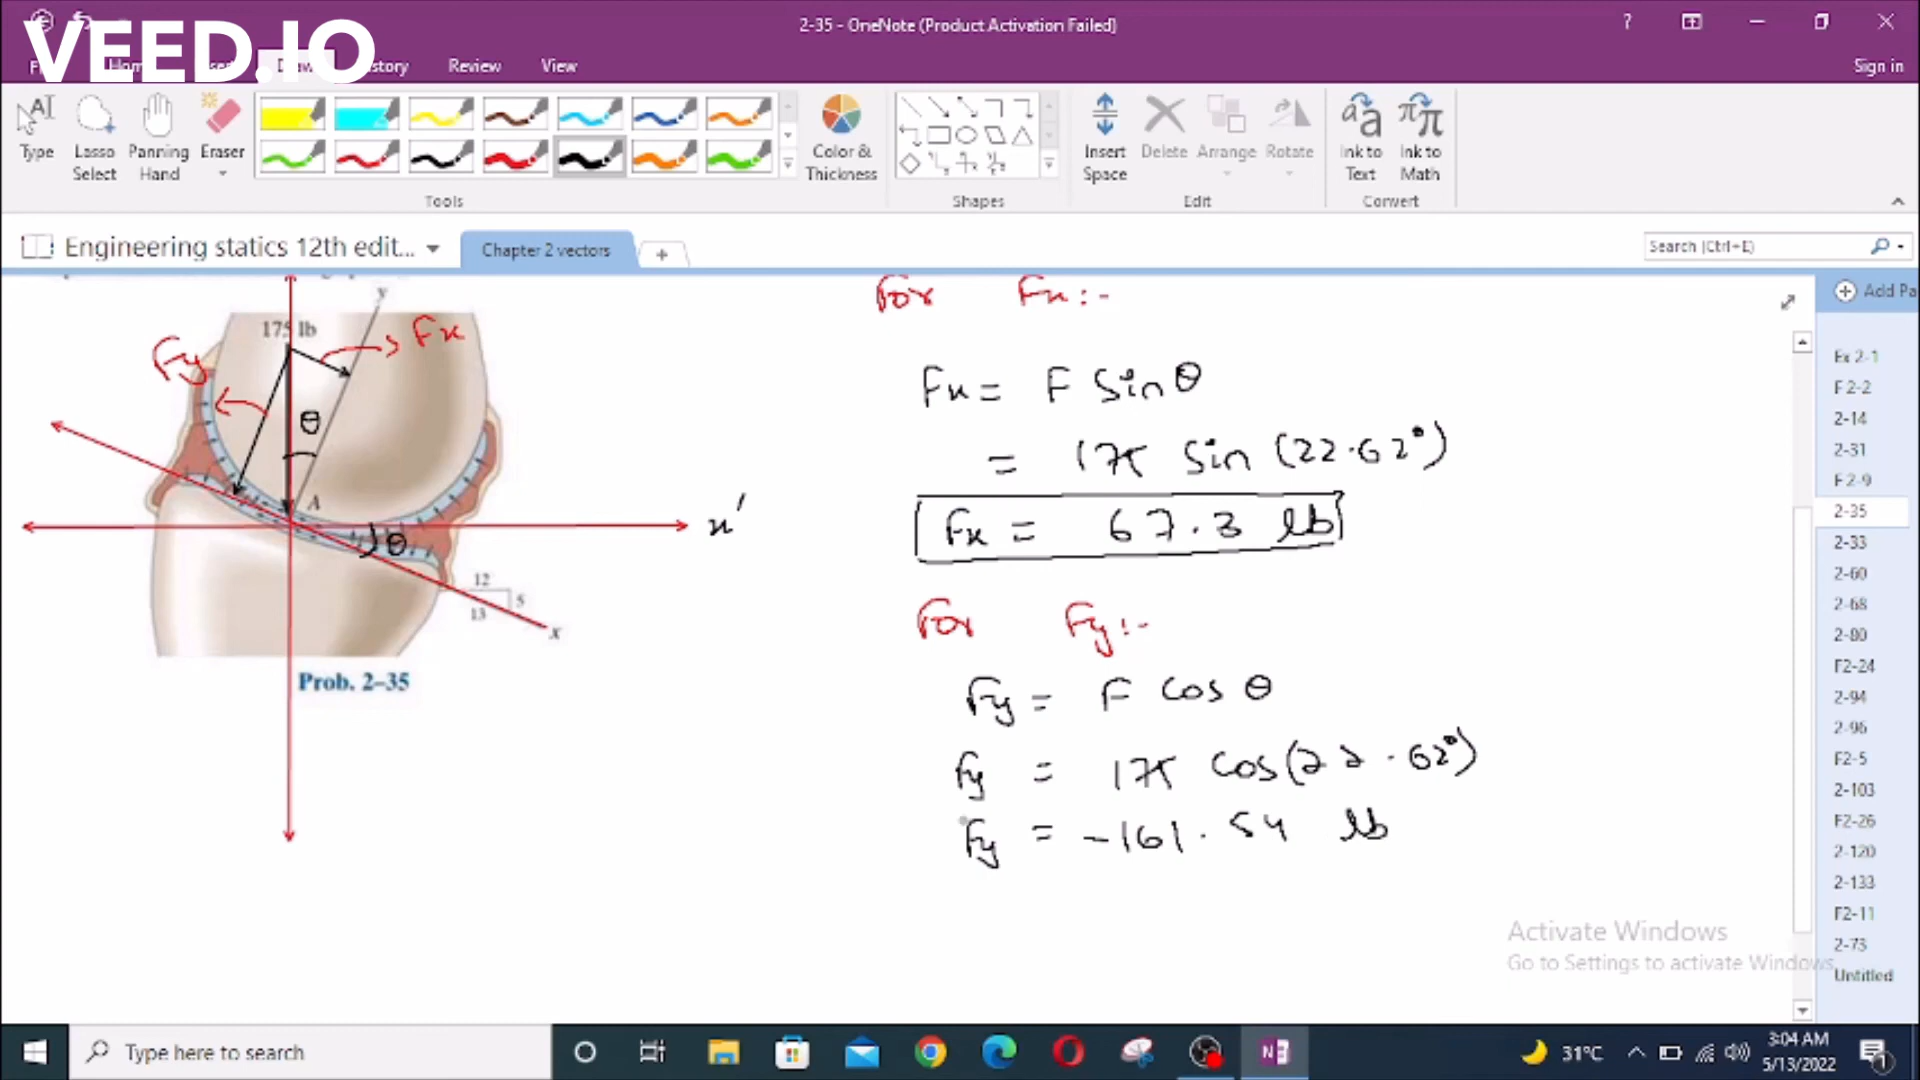 VEED.IO
2-35 - OneNote (Product Activation Failed)
?
Review
View
Sign in
Type
Lasso Select
Panning Hand
Eraser
Color & Thickness
Insert Space
Delete
Arrange
Rotate
Ink to Text
Ink to Math
Tools
Shapes
Edit
Convert
Engineering statics 12th edit...
Chapter 2 vectors
Search (Ctrl+E)
Add Pa
y
175 lb
Fx
Fy
θ
A
θ
x'
12
5
13
x
Prob. 2–35
For Fx:-
Fx = F Sinθ
= 175 Sin (22.62°)
Fx = 67.3 lb
For Fy:-
Fy = F Cos θ
Fy = 175 Cos(22.62°)
Fy = -161.54 lb
Ex 2-1
F 2-2
2-14
2-31
F 2-9
2-35
2-33
2-60
2-68
2-80
F2-24
2-94
2-96
F2-5
2-103
F2-26
2-120
2-133
F2-11
2-73
Untitled
Activate Windows
Go to Settings to activate Windows.
Type here to search
31°C
3:04 AM
5/13/2022
1